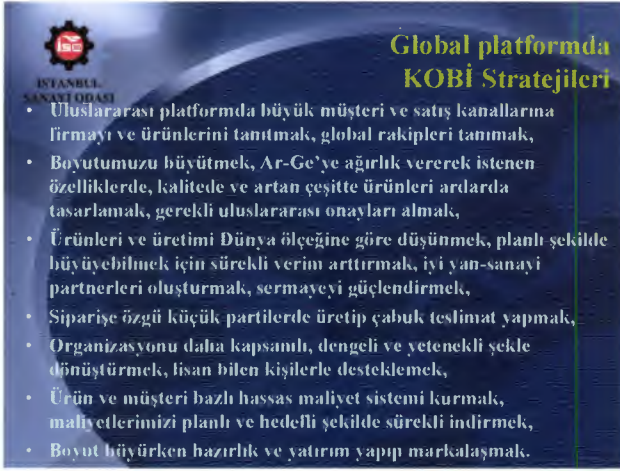 iso
İSTANBUL
SANAYİ ODASI
Global platformda
KOBİ Stratejileri
• Uluslararası platformda büyük müşteri ve satış kanallarına
firmayı ve ürünlerini tanıtmak, global rakipleri tanımak,
• Boyutumuzu büyütmek, Ar-Ge’ye ağırlık vererek istenen
özelliklerde, kalitede ve artan çeşitte ürünleri ardarda
tasarlamak, gerekli uluslararası onayları almak,
• Ürünleri ve üretimi Dünya ölçeğine göre düşünmek, planlı şekilde
büyüyebilmek için sürekli verim arttırmak, iyi yan-sanayi
partnerleri oluşturmak, sermayeyi güçlendirmek,
• Siparişe özgü küçük partilerde üretip çabuk teslimat yapmak,
• Organizasyonu daha kapsamlı, dengeli ve yetenekli şekle
dönüştürmek, lisan bilen kişilerle desteklemek,
• Ürün ve müşteri bazlı hassas maliyet sistemi kurmak,
maliyetlerimizi planlı ve hedefli şekilde sürekli indirmek,
• Boyut büyürken hazırlık ve yatırım yapıp markalaşmak.